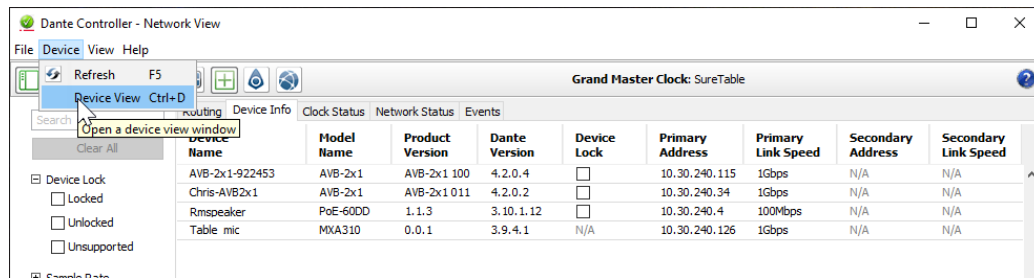 Dante Controller - Network View
File Device View Help
Refresh F5
Device View Ctrl+D
Open a device view window
Grand Master Clock: SureTable
?
Routing Device Info Clock Status Network Status Events
Search
Clear All
Device Lock
Locked
Unlocked
Unsupported
Sample Rate
Device Name Model Name Product Version Dante Version Device Lock Primary Address Primary Link Speed Secondary Address Secondary Link Speed
AVB-2x1-922453 AVB-2x1 AVB-2x1 100 4.2.0.4 10.30.240.115 1Gbps N/A N/A
Chris-AVB2x1 AVB-2x1 AVB-2x1 011 4.2.0.2 10.30.240.34 1Gbps N/A N/A
Rmspeaker PoE-60DD 1.1.3 3.10.1.12 10.30.240.4 100Mbps N/A N/A
Table mic MXA310 0.0.1 3.9.4.1 N/A 10.30.240.126 1Gbps N/A N/A